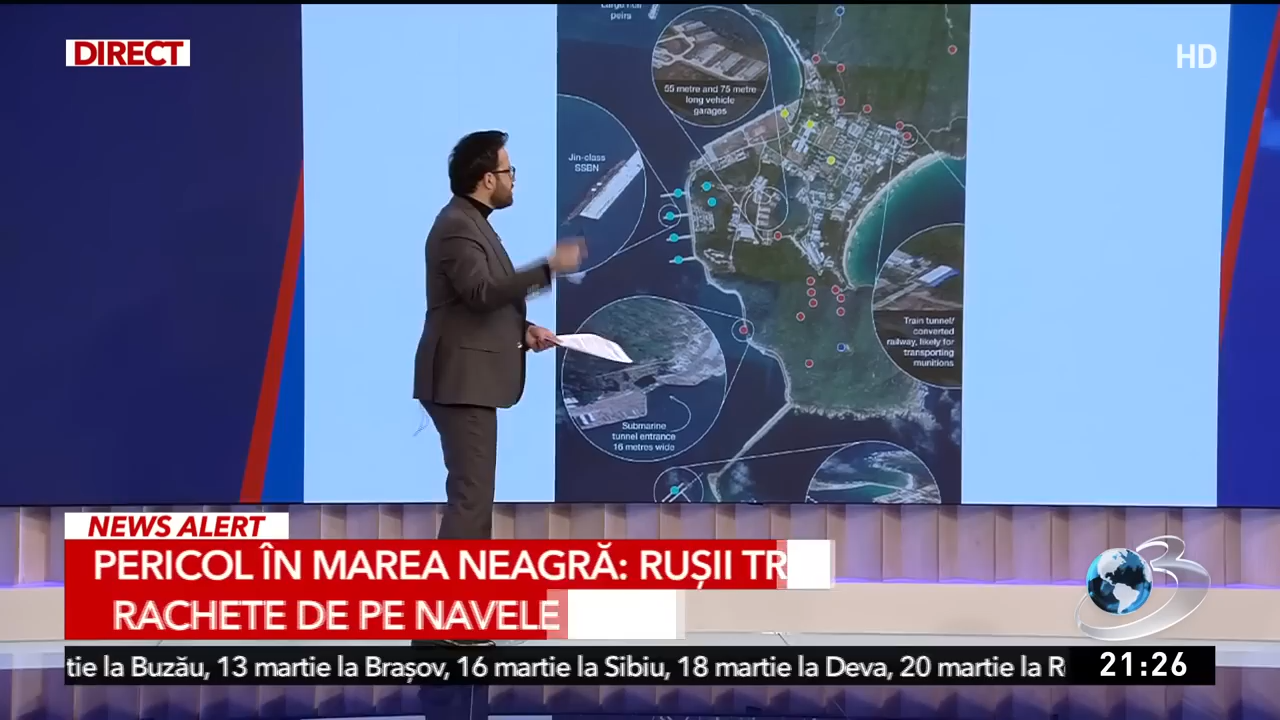 DIRECT
HD
peirs
65 metre and 75 metre
long vehicle
garages
Jin-class
SSBN
Train tunnel/
converted
railway, likely for
transporting
munitions
Submarine
tunnel entrance
16 metres wide
NEWS ALERT
PERICOL ÎN MAREA NEAGRĂ: RUȘII TR
RACHETE DE PE NAVELE
3
tie la Buzău, 13 martie la Brașov, 16 martie la Sibiu, 18 martie la Deva, 20 martie la R
21:26